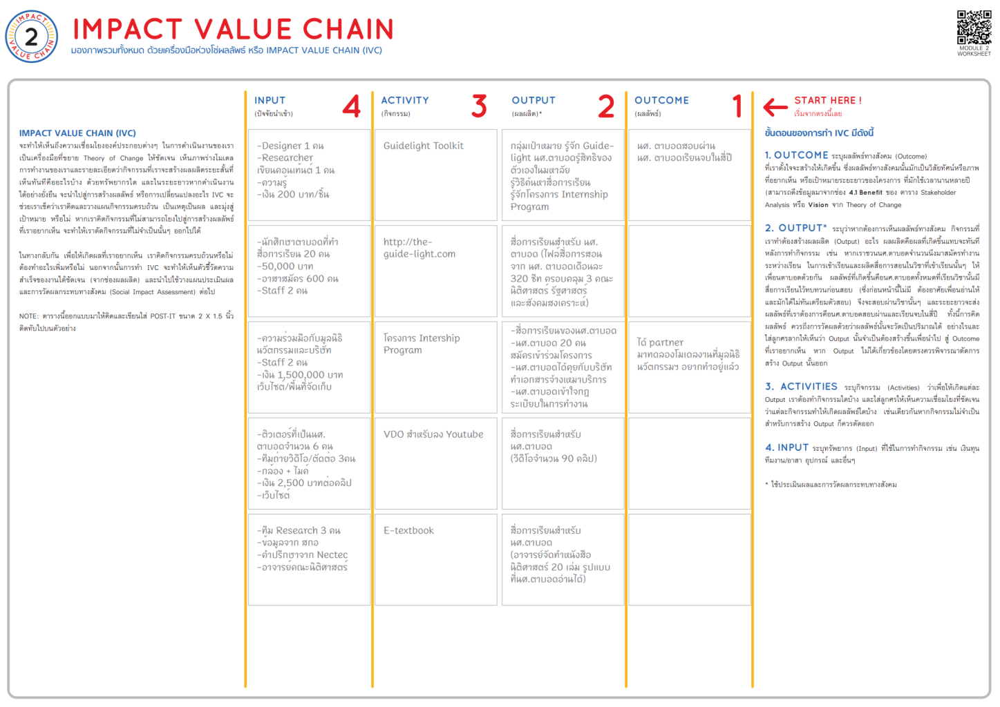 IMPACT
2
VALUE CHAIN
IMPACT VALUE CHAIN
มองภาพรวมทั้งหมด ด้วยเครื่องมือห่วงโซ่ผลลัพธ์ หรือ IMPACT VALUE CHAIN (IVC)
MODULE 2
WORKSHEET
IMPACT VALUE CHAIN (IVC)
จะทำให้เห็นถึงความเชื่อมโยงองค์ประกอบต่างๆ ในการดำเนินงานของเรา
เป็นเครื่องมือที่ขยาย Theory of Change ให้ชัดเจน เห็นภาพร่างโมเดล
การทำงานของเราและรายละเอียดว่ากิจกรรมที่เราจะสร้างผลผลิตระยะสั้นที่
เห็นทันทีคืออะไรบ้าง ด้วยทรัพยากรใด และในระยะยาวหากดำเนินงาน
ได้อย่างยั่งยืน จะนำไปสู่การสร้างผลลัพธ์ หรือการเปลี่ยนแปลงอะไร IVC จะ
ช่วยเราเช็คว่าเราคิดและวางแผนกิจกรรมครบถ้วน เป็นเหตุเป็นผล และมุ่งสู่
เป้าหมาย หรือไม่ หากเราคิดกิจกรรมที่ไม่สามารถโยงไปสู่การสร้างผลลัพธ์
ที่เราอยากเห็น จะทำให้เราตัดกิจกรรมที่ไม่จำเป็นนั้นๆ ออกไปได้
ในทางกลับกัน เพื่อให้เกิดผลที่เราอยากเห็น เราคิดกิจกรรมครบถ้วนหรือไม่
ต้องทำอะไรเพิ่มหรือไม่ นอกจากนั้นการทำ IVC จะทำให้เห็นตัวชี้วัดความ
สำเร็จของงานได้ชัดเจน (จากช่องผลผลิต) และนำไปใช้วางแผนประเมินผล
และการวัดผลกระทบทางสังคม (Social Impact Assessment) ต่อไป
NOTE: ตารางนี้ออกแบบมาให้คิดและเขียนใส่ POST-IT ขนาด 2 X 1.5 นิ้ว
ติดทับไปบนตัวอย่าง
INPUT
(ปัจจัยนำเข้า)
4
-Designer 1 คน
-Researcher
เขียนคอนเท้นต์ 1 คน
-ความรู้
-เงิน 200 บาท/ชิ้น
-นักศึกษาตาบอดที่ทำ
สื่อการเรียน 20 คน
-50,000 บาท
-อาสาสมัคร 600 คน
-Staff 2 คน
-ความร่วมมือกับมูลนิธิ
นวัตกรรมและบริษัท
-Staff 2 คน
-เงิน 1,500,000 บาท
เว็บไซต์/พื้นที่จัดเก็บ
-ติวเตอร์ที่เป็นนศ.
ตาบอดจำนวน 6 คน
-ทีมถ่ายวิดีโอ/ตัดต่อ 3คน
-กล้อง + ไมค์
-เงิน 2,500 บาทต่อคลิป
-เว็บไซต์
-ทีม Research 3 คน
-ข้อมูลจาก สกอ
-คำปรึกษาจาก Nectec
-อาจารย์คณะนิติศาสตร์
ACTIVITY
(กิจกรรม)
3
Guidelight Toolkit
http://the-
guide-light.com
โครงการ Intership
Program
VDO สำหรับลง Youtube
E-textbook
OUTPUT
(ผลผลิต)*
2
กลุ่มเป้าหมาย รู้จัก Guide-
light นศ.ตาบอดรู้สิทธิของ
ตัวเองในมหาลัย
รู้วิธีค้นหาสื่อการเรียน
รู้จักโครงการ Internship
Program
สื่อการเรียนสำหรับ นศ.
ตาบอด (ไฟล์สื่อการสอน
จาก นศ. ตาบอดเดือนละ
320 ชีท ครอบคลุม 3 คณะ
นิติศาสตร์ รัฐศาสตร์
และสังคมสงเคราะห์)
-สื่อการเรียนของนศ.ตาบอด
-นศ.ตาบอด 20 คน
สมัครเข้าร่วมโครงการ
-นศ.ตาบอดได้คุยกับบริษัท
ทำเอกสารจ้างเหมาบริการ
-นศ.ตาบอดเข้าใจกฎ
ระเบียบในการทำงาน
สื่อการเรียนสำหรับ
นศ.ตาบอด
(วีดีโอจำนวน 90 คลิป)
สื่อการเรียนสำหรับ
นศ.ตาบอด
(อาจารย์จัดทำหนังสือ
นิติศาสตร์ 20 เล่ม รูปแบบ
ที่นศ.ตาบอดอ่านได้)
OUTCOME
(ผลลัพธ์)
1
นศ. ตาบอดสอบผ่าน
นศ. ตาบอดเรียนจบในสี่ปี
ได้ partner
มาทดลองโมเดลงานที่มูลนิธิ
นวัตกรรมฯ อยากทำอยู่แล้ว
START HERE !
เริ่มจากตรงนี้เลย
ขั้นตอนของการทำ IVC มีดังนี้
1. OUTCOME ระบุผลลัพธ์ทางสังคม (Outcome)
ที่เราตั้งใจจะสร้างให้เกิดขึ้น ซึ่งผลลัพธ์ทางสังคมนั้นมักเป็นวิสัยทัศน์หรือภาพ
ที่อยากเห็น หรือเป้าหมายระยะยาวของโครงการ ที่มักใช้เวลานานหลายปี
(สามารถดึงข้อมูลมาจากช่อง 4.1 Benefit ของ ตาราง Stakeholder
Analysis หรือ Vision จาก Theory of Change
2. OUTPUT* ระบุว่าหากต้องการเห็นผลลัพธ์ทางสังคม กิจกรรมที่
เราทำต้องสร้างผลผลิต (Output) อะไร ผลผลิตคือผลที่เกิดขึ้นแทบจะทันที
หลังการทำกิจกรรม เช่น หากเราชวนนศ.ตาบอดจำนวนนึงมาสมัครทำงาน
ระหว่างเรียน ในการเข้าเรียนและผลิตสื่อการสอนในวิชาที่เข้าเรียนนั้นๆ ให้
เพื่อนตาบอดด้วยกัน ผลลัพธ์ที่เกิดขึ้นคือนศ.ตาบอดทั้งหมดที่เรียนวิชานั้นมี
สื่อการเรียนไว้ทบทวนก่อนสอบ (ซึ่งก่อนหน้านี้ไม่มี ต้องอาศัยเพื่อนอ่านให้
และมักได้ไม่ทันเตรียมตัวสอบ) จึงจะสอบผ่านวิชานั้นๆ และระยะยาวจะส่ง
ผลลัพธ์ที่เราต้องการคือนศ.ตาบอดสอบผ่านและเรียนจบในสี่ปี ทั้งนี้การคิด
ผลลัพธ์ ควรถึงการวัดผลด้วยว่าผลลัพธ์นั้นจะวัดเป็นปริมาณได้ อย่างไรและ
ใส่ลูกศรลากให้เห็นว่า Output นั้นจำเป็นต้องสร้างขึ้นเพื่อนำไป สู่ Outcome
ที่เราอยากเห็น หาก Output ไม่ได้เกี่ยวข้องโดยตรงควรพิจารณาตัดการ
สร้าง Output นั้นออก
3. ACTIVITIES ระบุกิจกรรม (Activities) ว่าเพื่อให้เกิดแต่ละ
Output เราต้องทำกิจกรรมใดบ้าง และใส่ลูกศรให้เห็นความเชื่อมโยงที่ชัดเจน
ว่าแต่ละกิจกรรมทำให้เกิดผลลัพธ์ใดบ้าง เช่นเดียวกันหากกิจกรรมไม่จำเป็น
สำหรับการสร้าง Output ก็ควรตัดออก
4. INPUT ระบุทรัพยากร (Input) ที่ใช้ในการทำกิจกรรม เช่น เงินทุน
ทีมงาน/อาสา อุปกรณ์ และอื่นๆ
* ใช้ประเมินผลและการวัดผลกระทบทางสังคม